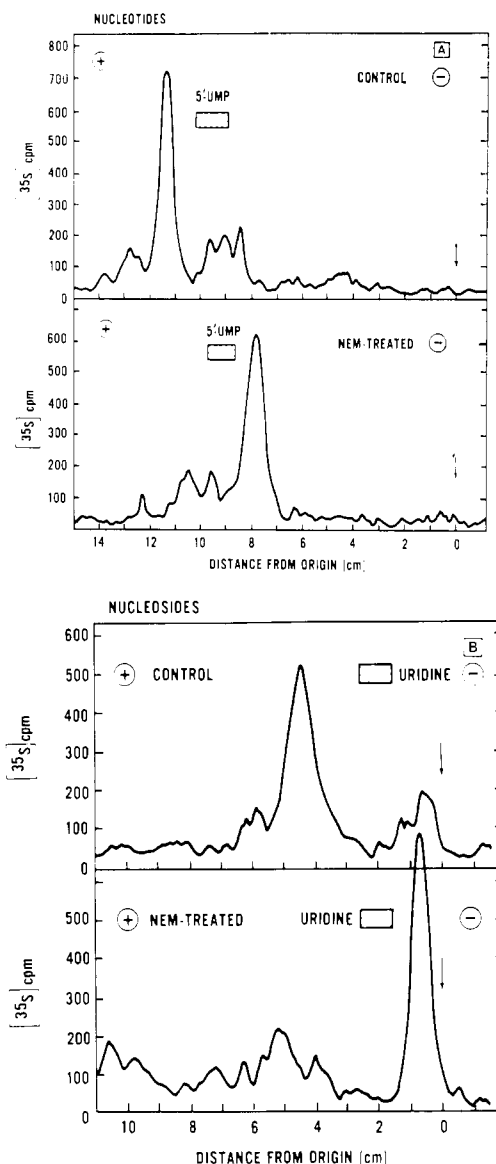 NUCLEOTIDES
A
800
700
600
500
400
300
200
100
0
[35S] cpm
+
5'UMP
CONTROL −
600
500
400
300
200
100
[35S] cpm
+
5'UMP
NEM-TREATED −
14 12 11 10 8 6 4 2 0
DISTANCE FROM ORIGIN (cm)
NUCLEOSIDES
B
600
500
400
300
200
100
0
[35S] cpm
+ CONTROL
URIDINE −
500
400
300
200
100
0
[35S] cpm
+ NEM-TREATED
URIDINE −
10 8 6 4 2 0
DISTANCE FROM ORIGIN (cm)